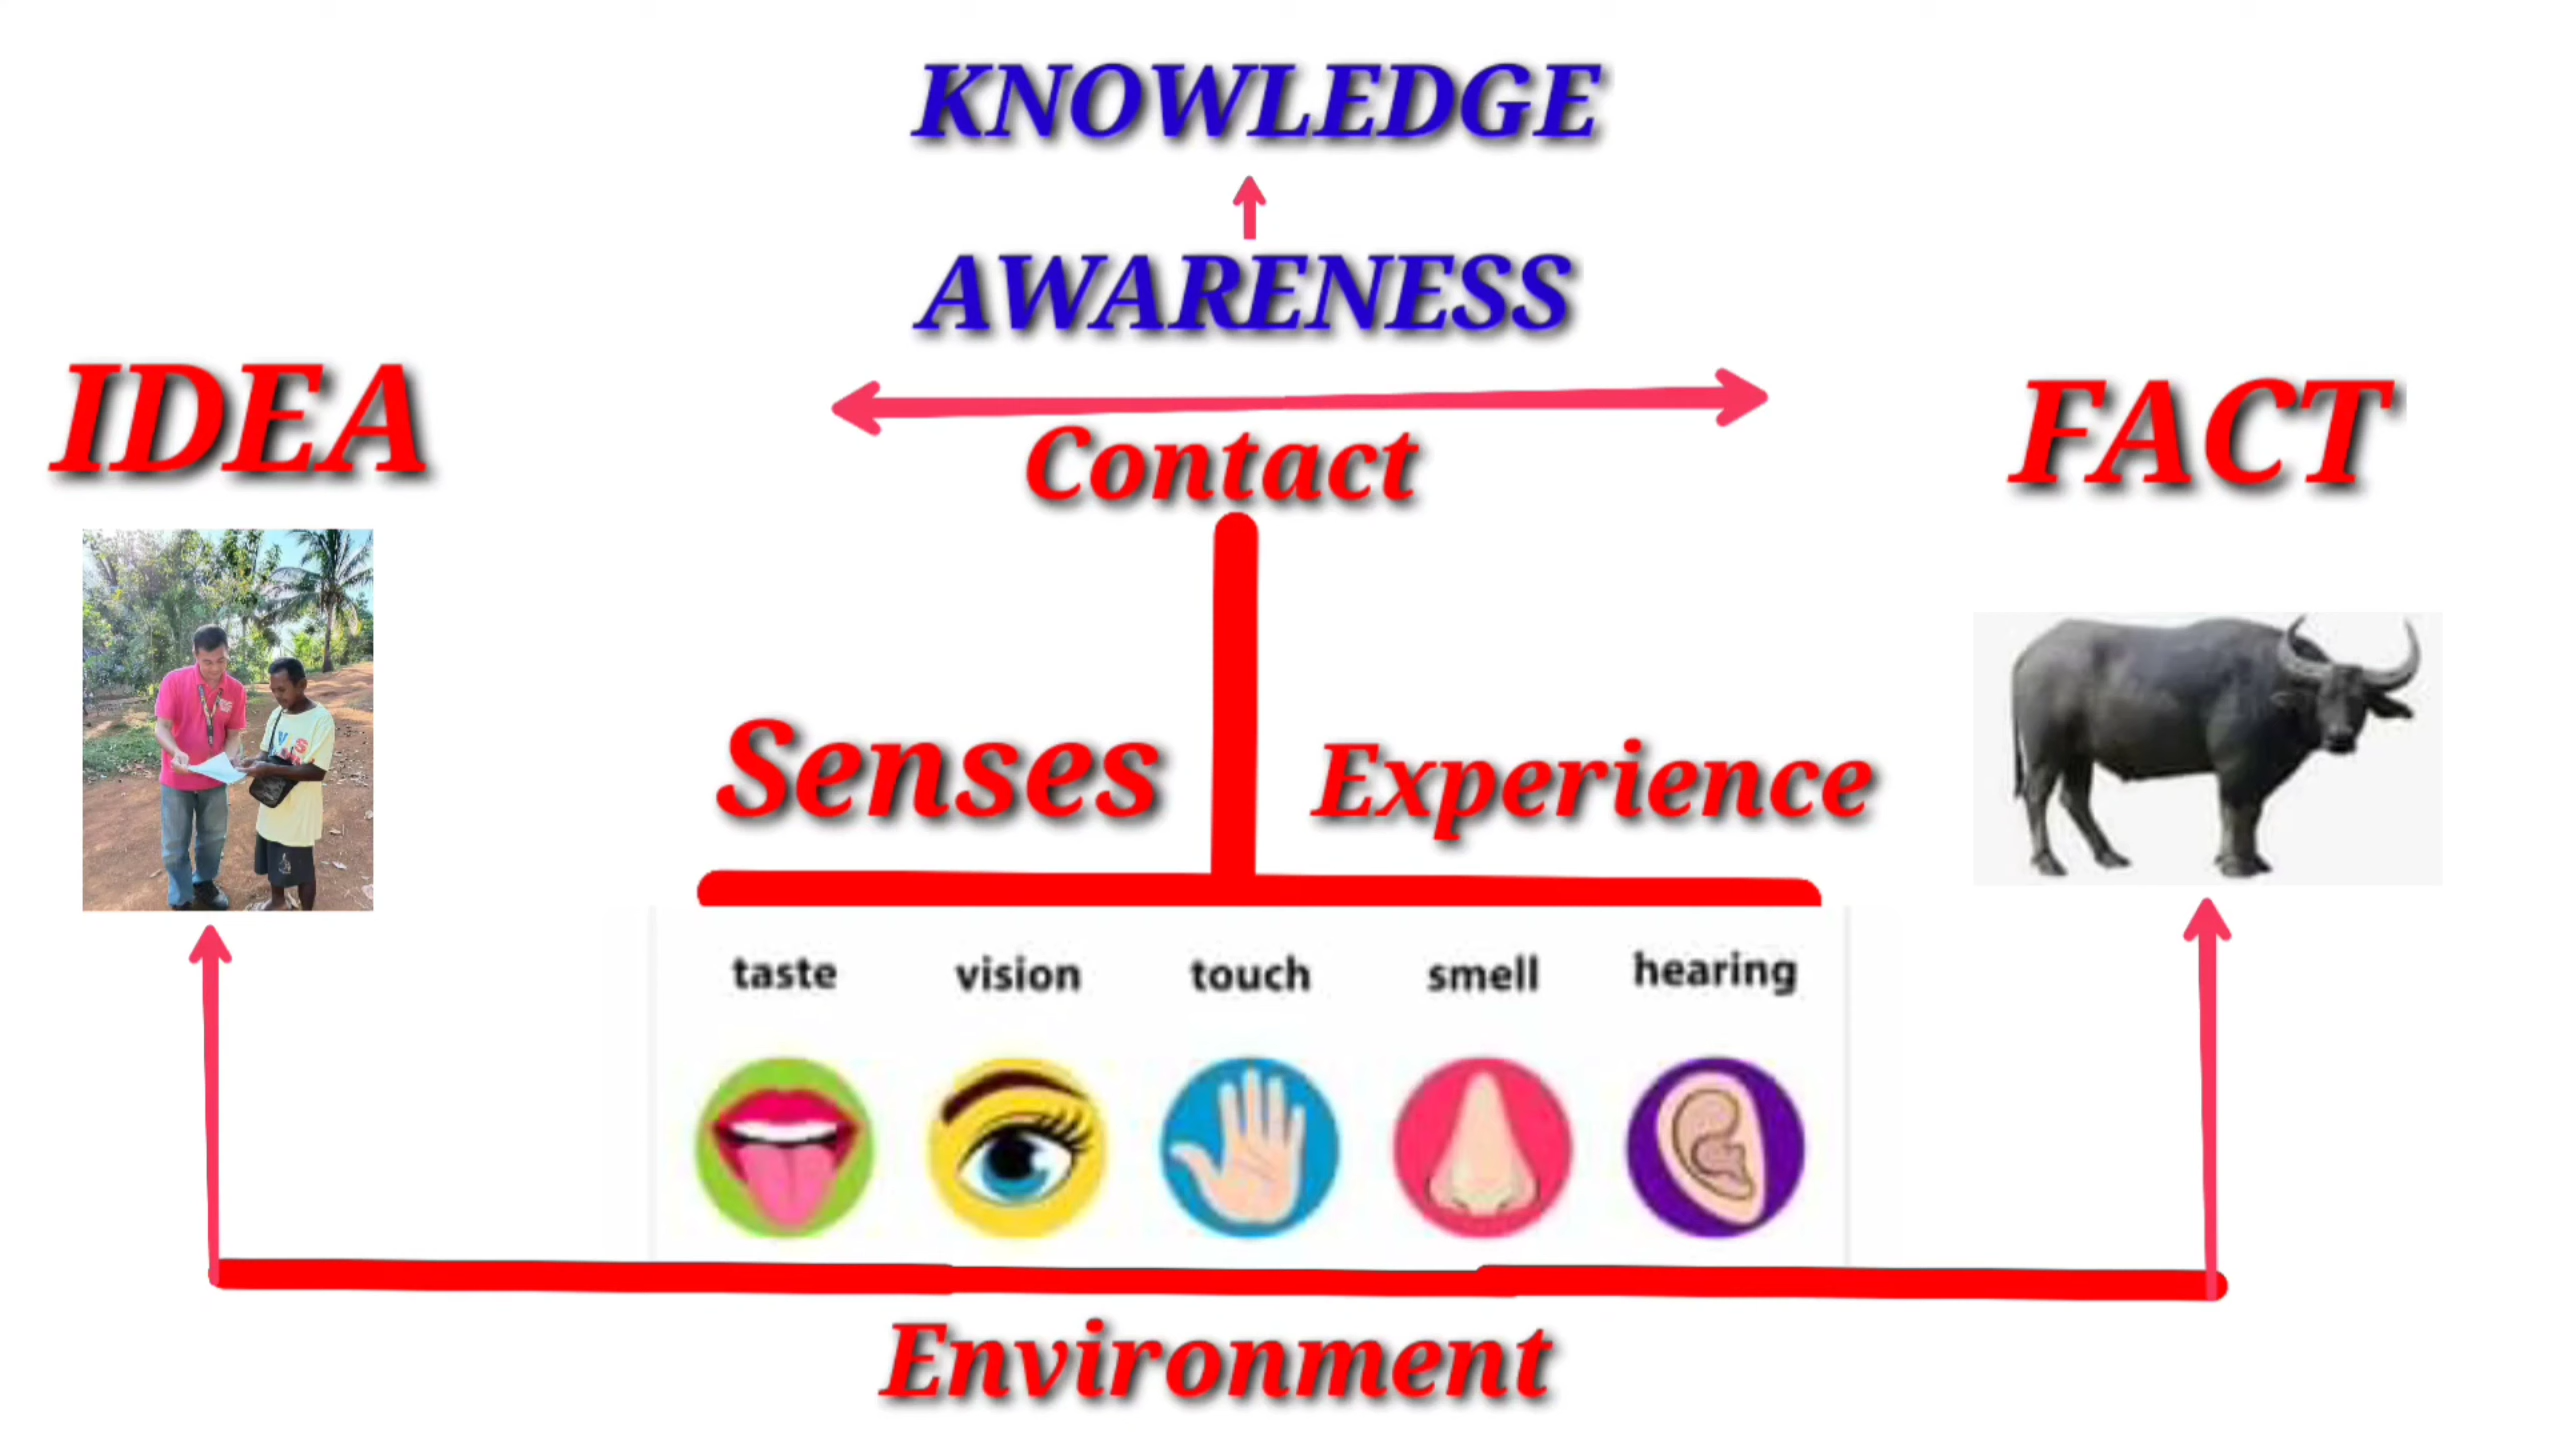 KNOWLEDGE
AWARENESS
IDEA
FACT
Contact
Senses
Experience
taste vision touch smell hearing
Environment